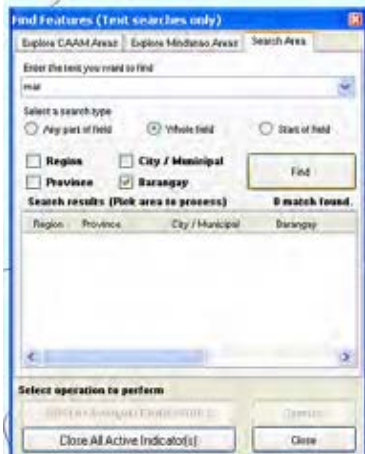 Find Features (Text searches only)
Explore CAAM Areas Explore Mindanao Areas Search Area
Enter the text you want to find
mar
Select a search type
Any part of field Whole field Start of field
Region City / Municipal
Find
Province Barangay
Search results (Pick area to process) 0 match found.
Region Province City / Municipal Barangay
Select operation to perform
Close All Active Indicator(s) Close